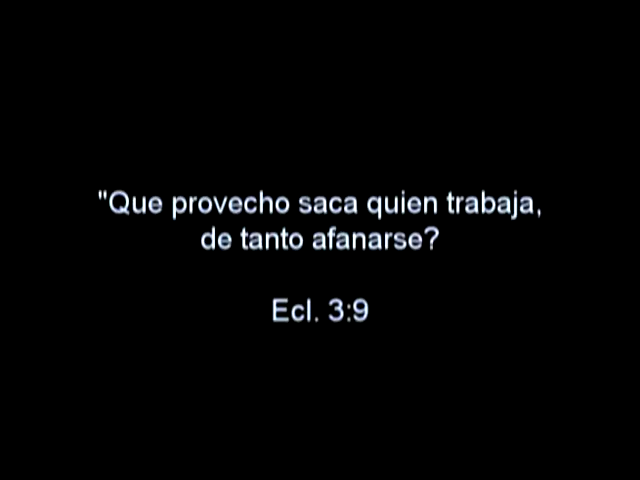 "Que provecho saca quien trabaja,
de tanto afanarse?
Ecl. 3:9